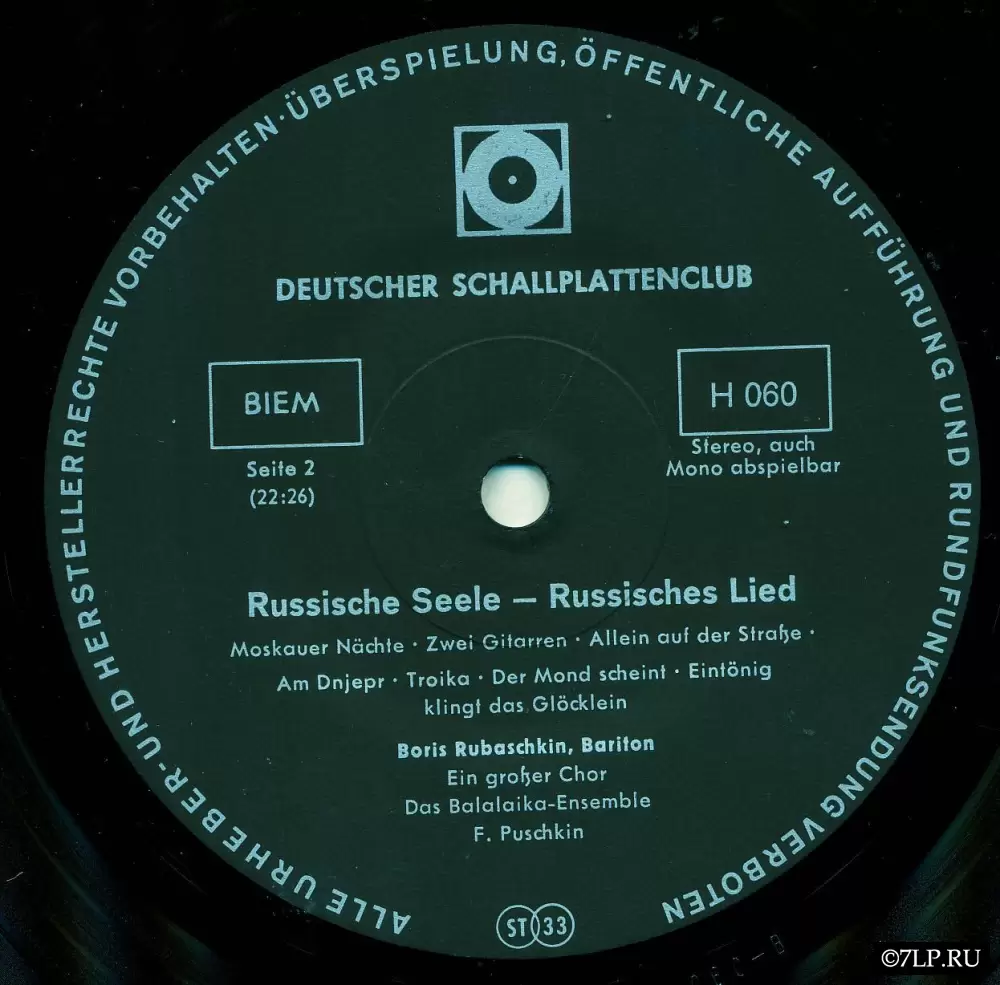 ALLE URHEBER- UND HERSTELLERRECHTE VORBEHALTEN · ÜBERSPIELUNG, ÖFFENTLICHE AUFFÜHRUNG UND RUNDFUNKSENDUNG VERBOTEN
DEUTSCHER SCHALLPLATTENCLUB
BIEM
H 060
Seite 2
(22:26)
Stereo, auch
Mono abspielbar
Russische Seele – Russisches Lied
Moskauer Nächte · Zwei Gitarren · Allein auf der Straße ·
Am Dnjepr · Troika · Der Mond scheint · Eintönig
klingt das Glöcklein
Boris Rubaschkin, Bariton
Ein großer Chor
Das Balalaika-Ensemble
F. Puschkin
ST 33
©7LP.RU